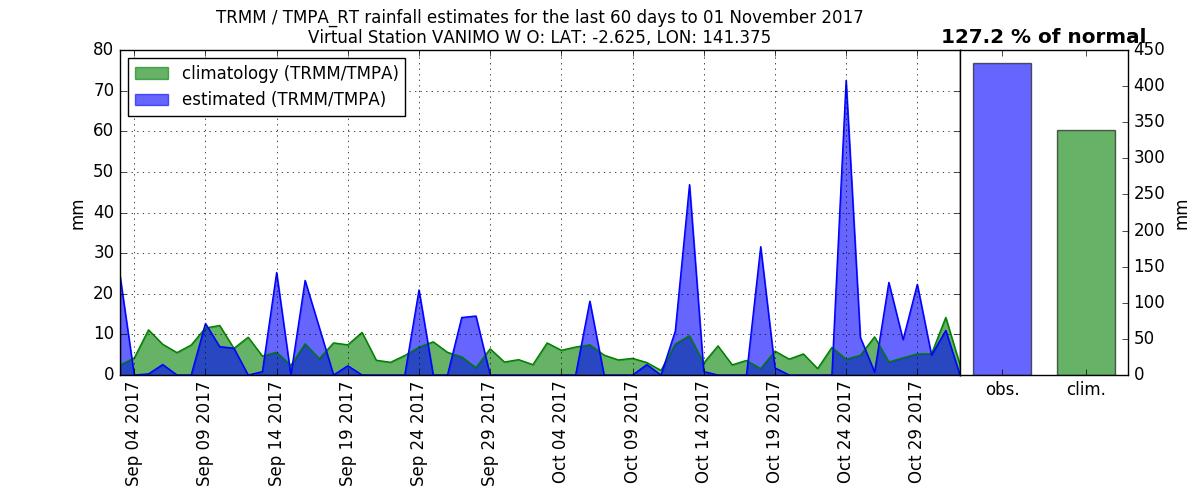 TRMM / TMPA_RT rainfall estimates for the last 60 days to 01 November 2017
Virtual Station VANIMO W O: LAT: -2.625, LON: 141.375
127.2 % of normal
climatology (TRMM/TMPA)
estimated (TRMM/TMPA)
80
70
60
50
40
30
20
10
0
mm
450
400
350
300
250
200
150
100
50
0
mm
Sep 04 2017
Sep 09 2017
Sep 14 2017
Sep 19 2017
Sep 24 2017
Sep 29 2017
Oct 04 2017
Oct 09 2017
Oct 14 2017
Oct 19 2017
Oct 24 2017
Oct 29 2017
obs.
clim.